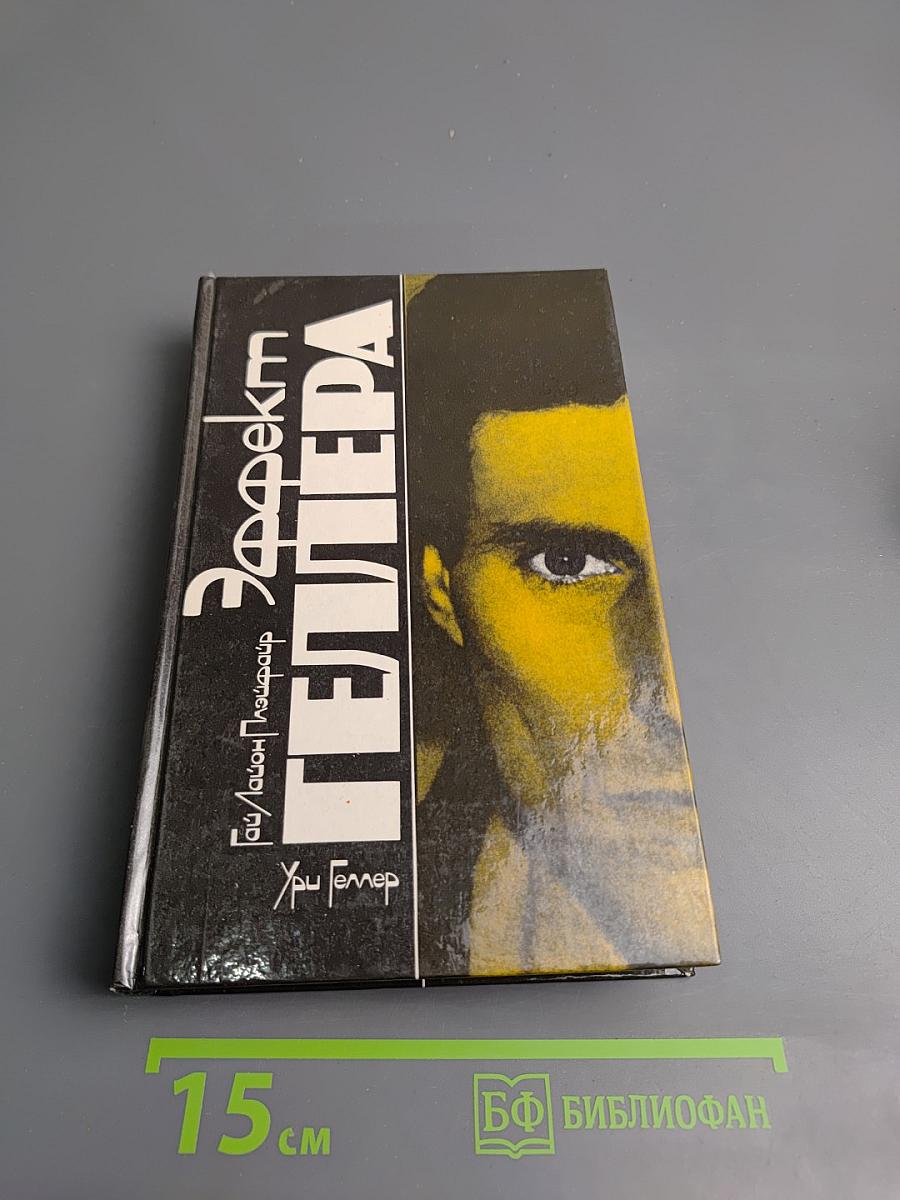 Эффект
ГЕЛЛЕРА
Гай Лайон Плэйфайр
Ури Геллер
15 см
БФ БИБЛИОФАН